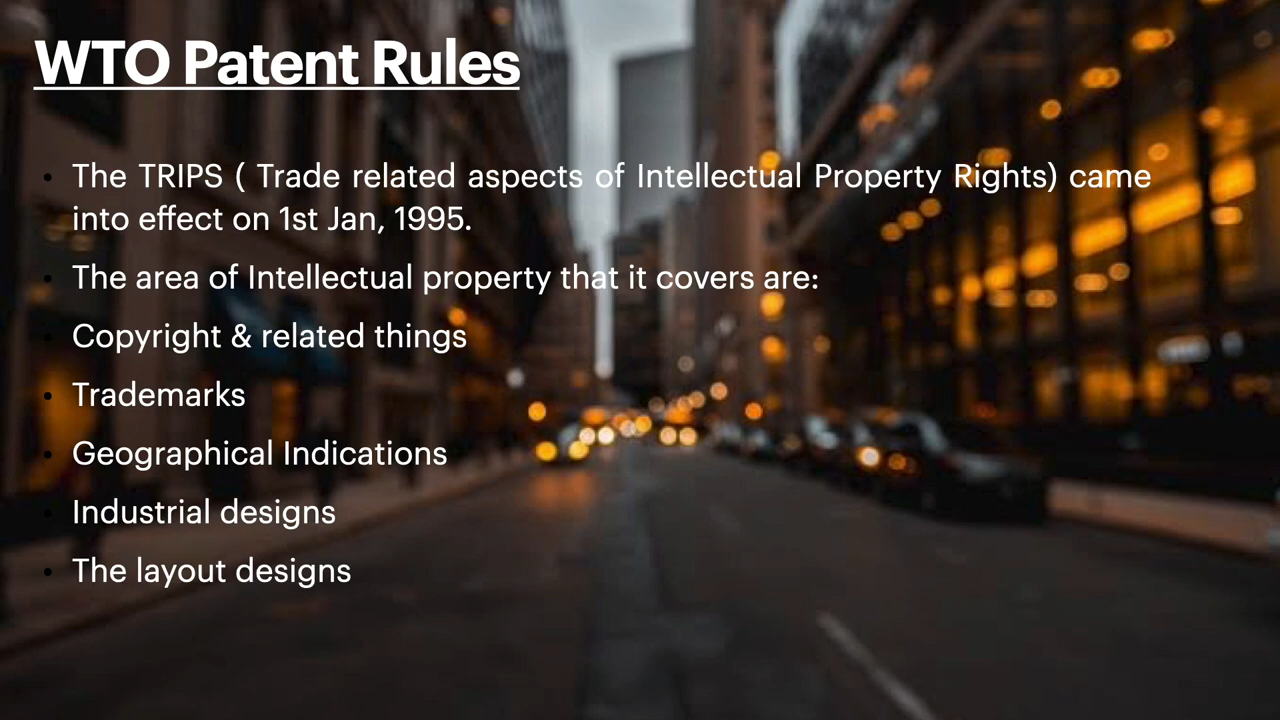 WTO Patent Rules
The TRIPS ( Trade related aspects of Intellectual Property Rights) came
into effect on 1st Jan, 1995.
The area of Intellectual property that it covers are:
Copyright & related things
Trademarks
Geographical Indications
Industrial designs
The layout designs